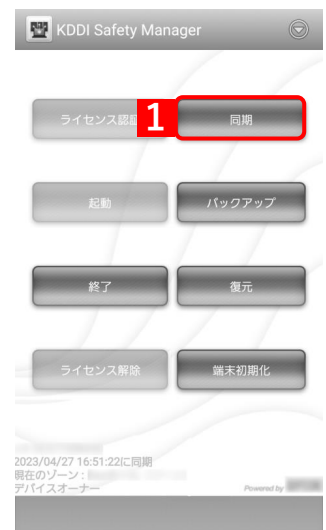 KDDI Safety Manager
ライセンス認証
1
同期
起動
バックアップ
終了
復元
ライセンス解除
端末初期化
2023/04/27 16:51:22に同期
現在のゾーン :
デバイスオーナー
Powered by